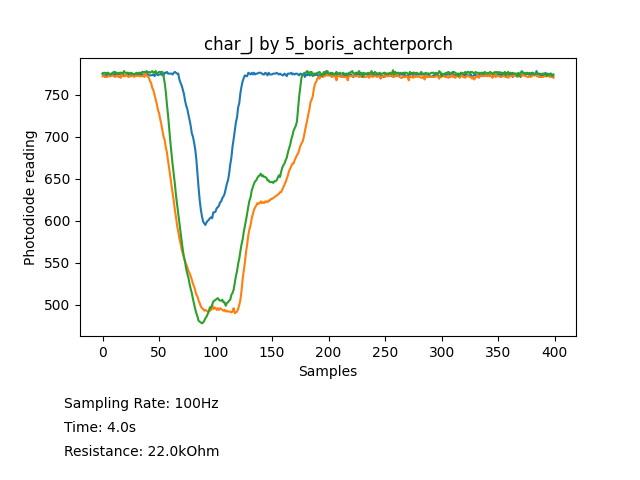 char_J by 5_boris_achterporch
Photodiode reading
750
700
650
600
550
500
0 50 100 150 200 250 300 350 400
Samples
Sampling Rate: 100Hz
Time: 4.0s
Resistance: 22.0kOhm